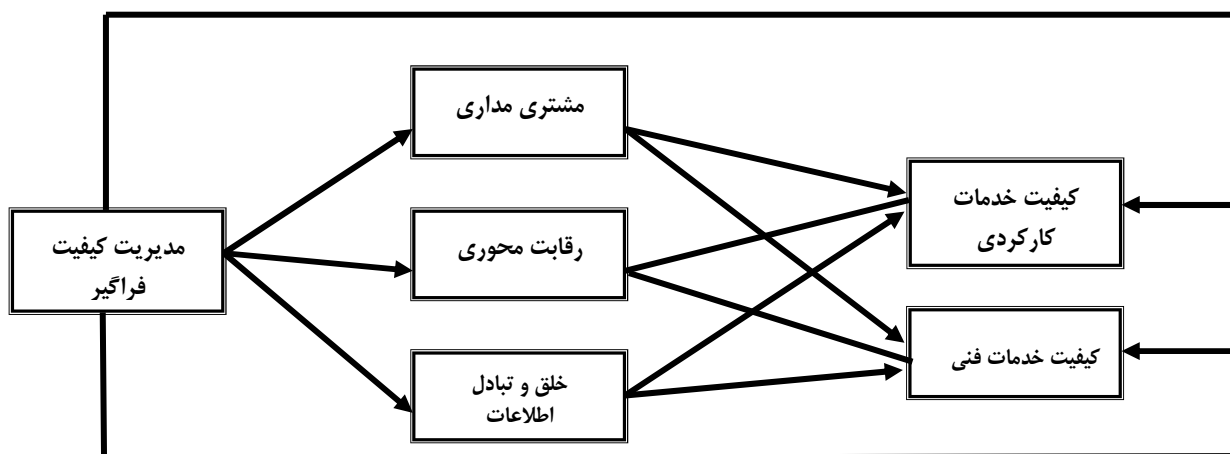 مشتری مداری
کیفیت خدمات
کارکردی
مدیریت کیفیت
فراگیر
رقابت محوری
کیفیت خدمات فنی
خلق و تبادل
اطلاعات